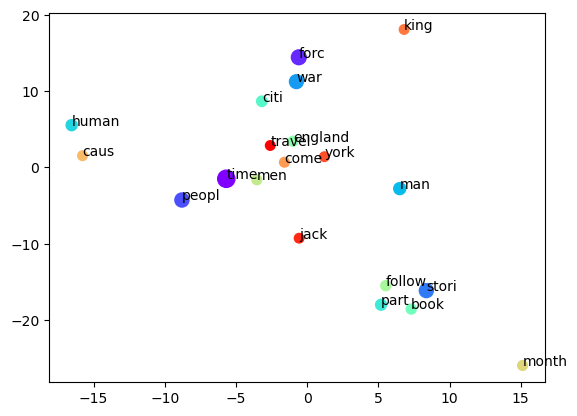 20
king
forc
war
10
citi
human
england
travel
york
caus
come
0
time
men
man
peopl
jack
-10
follow
stori
part
book
-20
month
-15
-10
-5
0
5
10
15